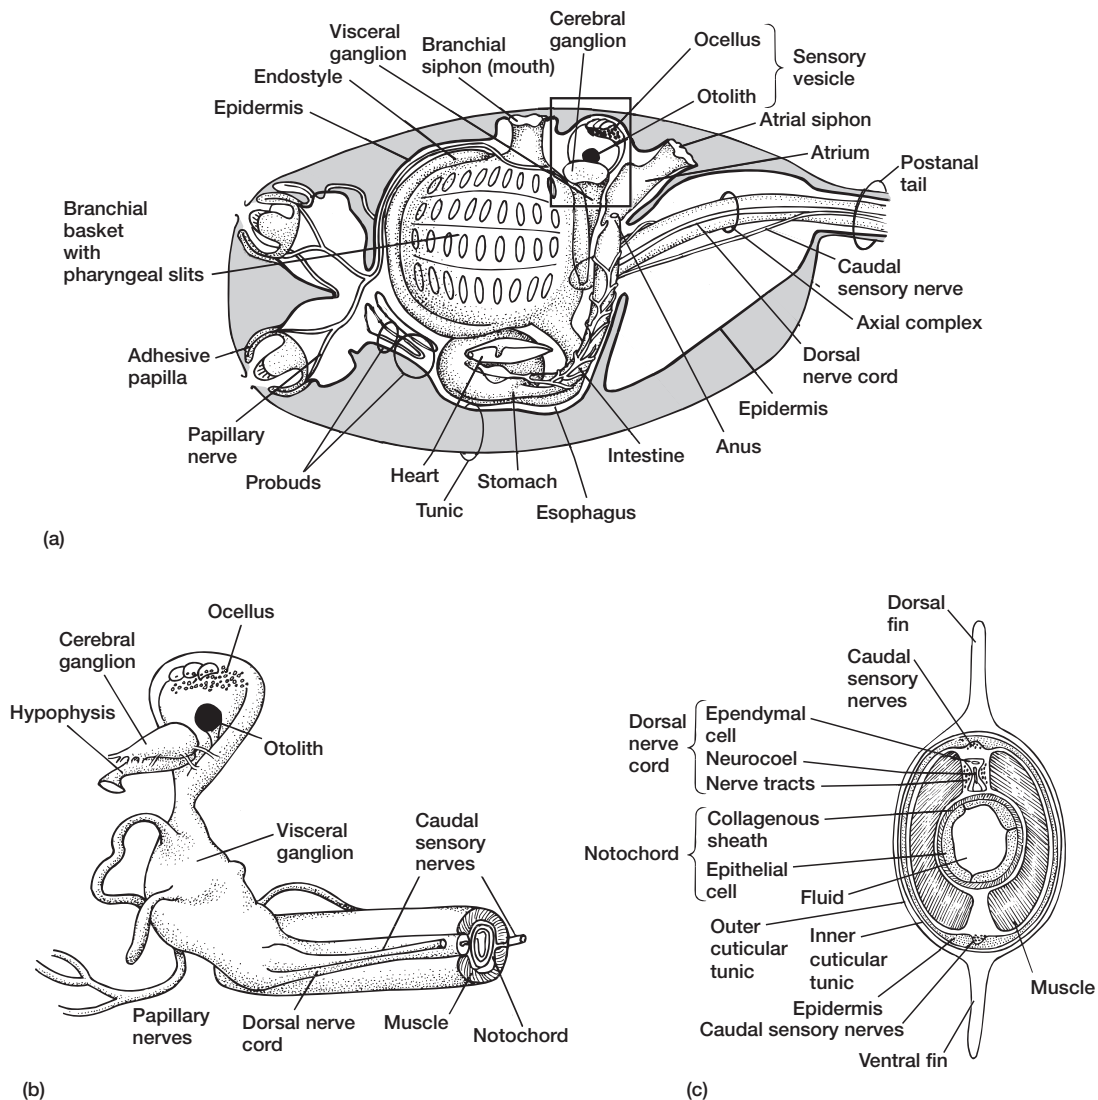 Visceral
ganglion
Branchial
siphon (mouth)
Cerebral
ganglion
Ocellus
Sensory
vesicle
Otolith
Endostyle
Epidermis
Atrial siphon
Atrium
Postanal
tail
Branchial
basket
with
pharyngeal slits
Caudal
sensory nerve
Axial complex
Adhesive
papilla
Dorsal
nerve cord
Epidermis
Papillary
nerve
Anus
Probuds
Heart
Intestine
Stomach
Tunic
Esophagus
(a)
Ocellus
Cerebral
ganglion
Hypophysis
Otolith
Visceral
ganglion
Caudal
sensory
nerves
Papillary
nerves
Dorsal nerve
cord
Muscle
Notochord
(b)
Dorsal
fin
Caudal
sensory
nerves
Dorsal
nerve
cord
Ependymal
cell
Neurocoel
Nerve tracts
Notochord
Collagenous
sheath
Epithelial
cell
Fluid
Outer
cuticular
tunic
Inner
cuticular
tunic
Muscle
Epidermis
Caudal sensory nerves
Ventral fin
(c)